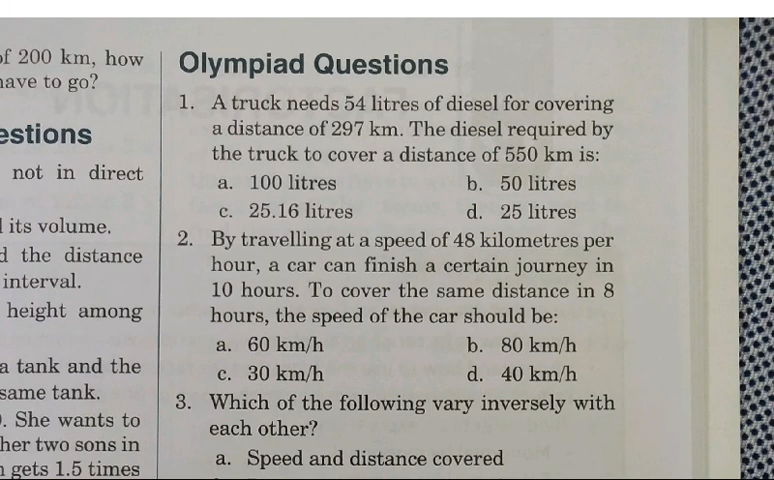 of 200 km, how
have to go?
estions
not in direct
its volume.
the distance
interval.
height among
a tank and the
same tank.
. She wants to
her two sons in
gets 1.5 times
Olympiad Questions
1. A truck needs 54 litres of diesel for covering
a distance of 297 km. The diesel required by
the truck to cover a distance of 550 km is:
a. 100 litres b. 50 litres
c. 25.16 litres d. 25 litres
2. By travelling at a speed of 48 kilometres per
hour, a car can finish a certain journey in
10 hours. To cover the same distance in 8
hours, the speed of the car should be:
a. 60 km/h b. 80 km/h
c. 30 km/h d. 40 km/h
3. Which of the following vary inversely with
each other?
a. Speed and distance covered